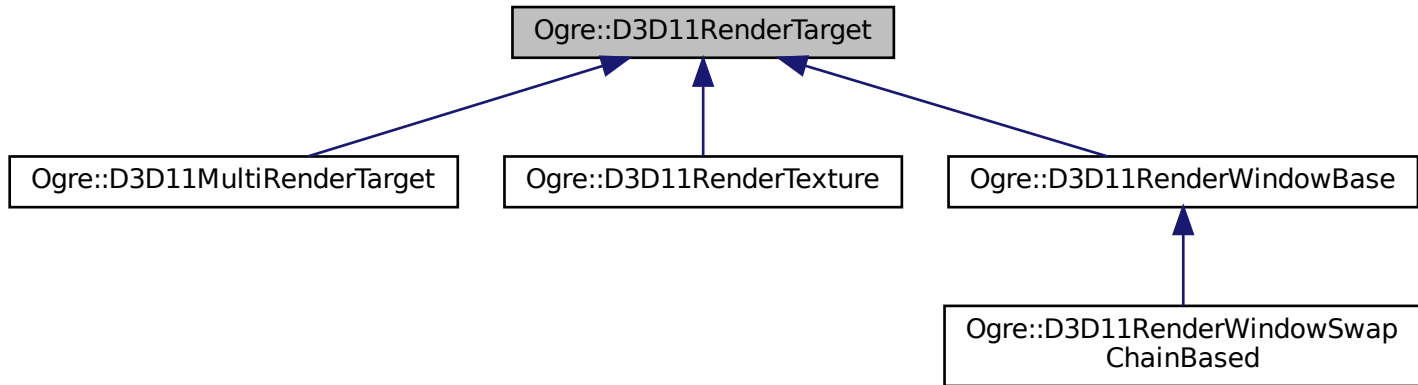 Ogre::D3D11RenderTarget
Ogre::D3D11MultiRenderTarget
Ogre::D3D11RenderTexture
Ogre::D3D11RenderWindowBase
Ogre::D3D11RenderWindowSwap
ChainBased